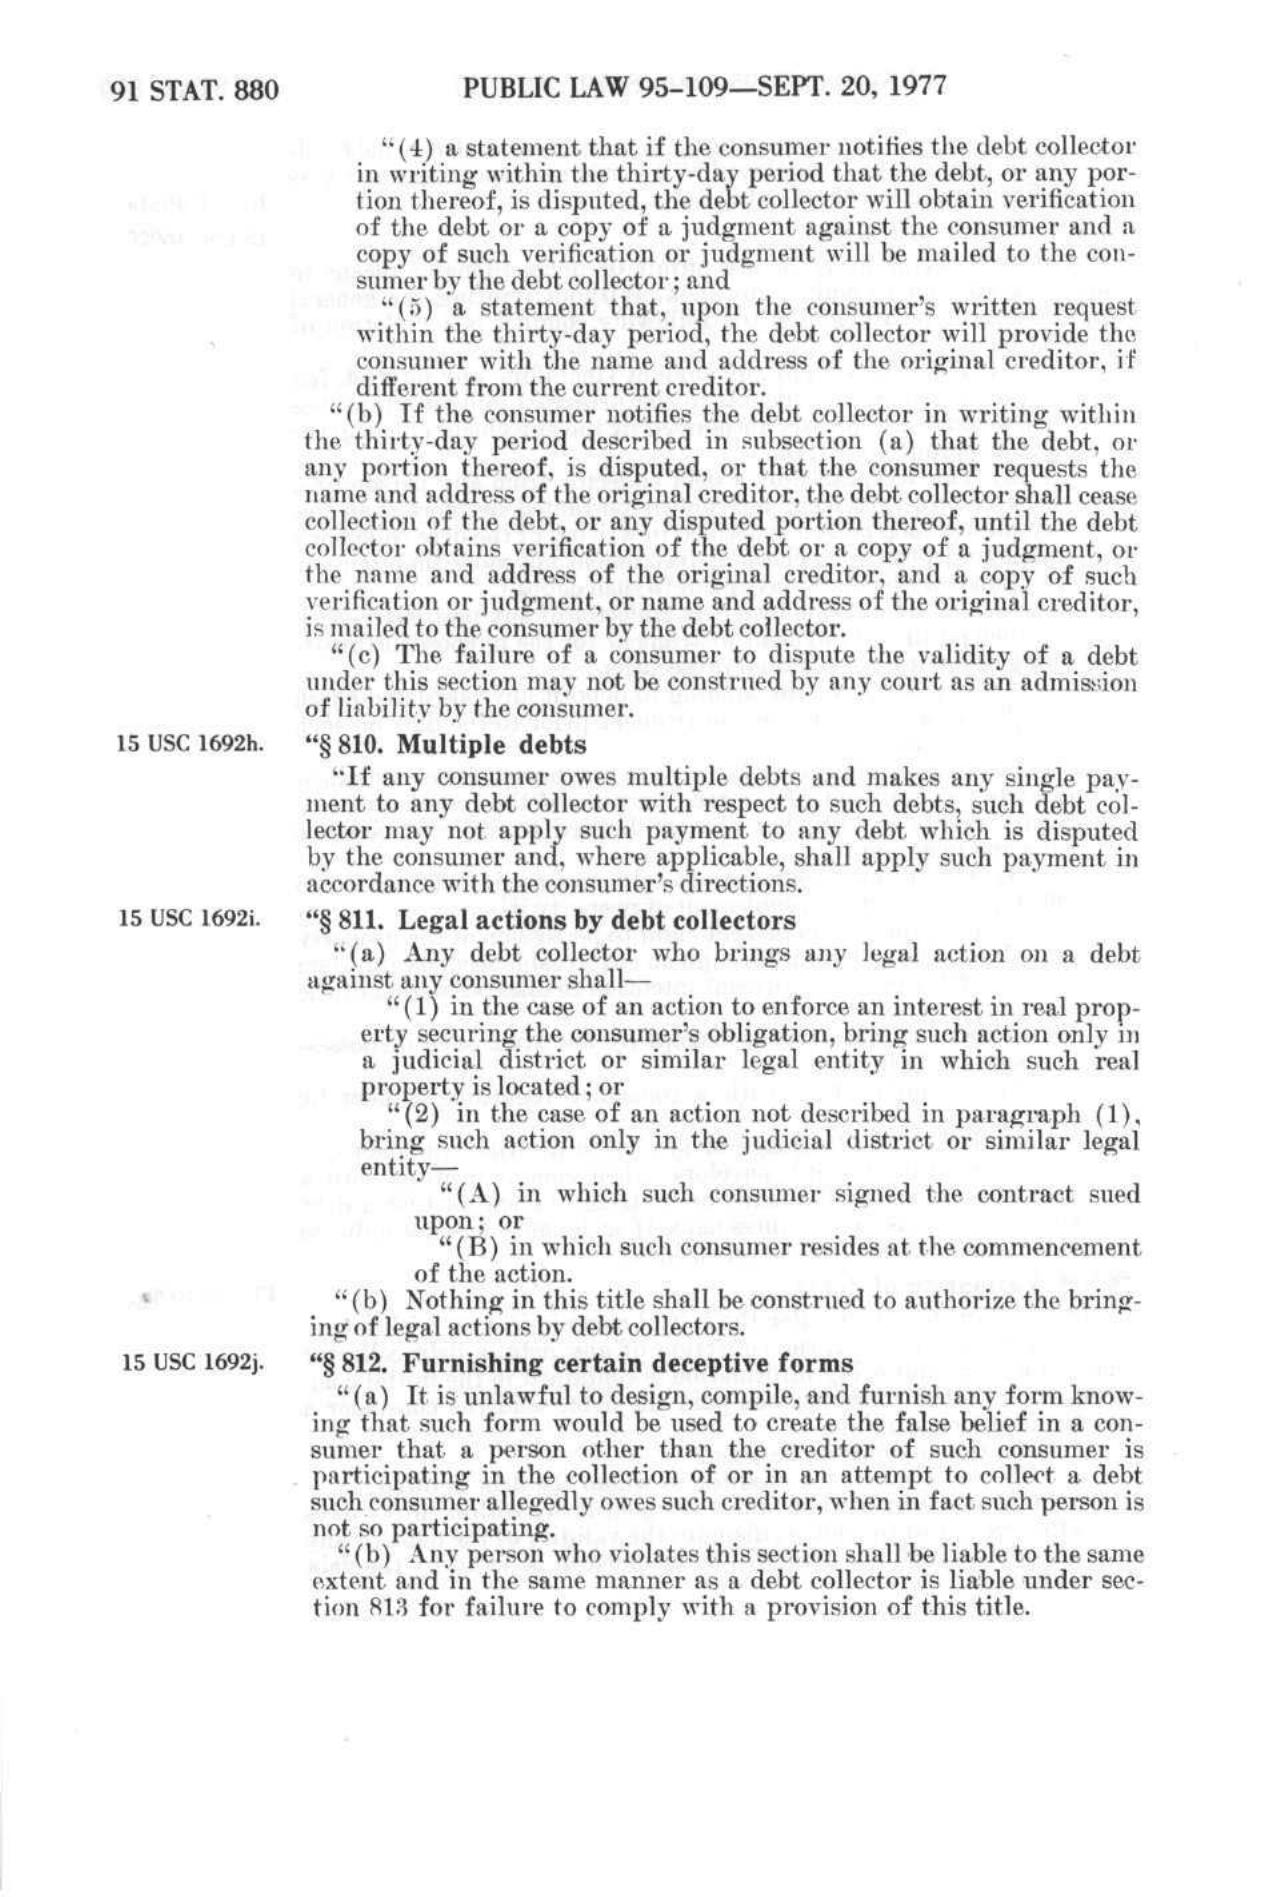 91 STAT. 880
PUBLIC LAW 95–109—SEPT. 20, 1977
“(4) a statement that if the consumer notifies the debt collector
in writing within the thirty-day period that the debt, or any por-
tion thereof, is disputed, the debt collector will obtain verification
of the debt or a copy of a judgment against the consumer and a
copy of such verification or judgment will be mailed to the con-
sumer by the debt collector; and
“(5) a statement that, upon the consumer's written request
within the thirty-day period, the debt collector will provide the
consumer with the name and address of the original creditor, if
different from the current creditor.
“(b) If the consumer notifies the debt collector in writing within
the thirty-day period described in subsection (a) that the debt, or
any portion thereof, is disputed, or that the consumer requests the
name and address of the original creditor, the debt collector shall cease
collection of the debt, or any disputed portion thereof, until the debt
collector obtains verification of the debt or a copy of a judgment, or
the name and address of the original creditor, and a copy of such
verification or judgment, or name and address of the original creditor,
is mailed to the consumer by the debt collector.
“(c) The failure of a consumer to dispute the validity of a debt
under this section may not be construed by any court as an admission
of liability by the consumer.
15 USC 1692h.
“§ 810. Multiple debts
“If any consumer owes multiple debts and makes any single pay-
ment to any debt collector with respect to such debts, such debt col-
lector may not apply such payment to any debt which is disputed
by the consumer and, where applicable, shall apply such payment in
accordance with the consumer's directions.
15 USC 1692i.
“§ 811. Legal actions by debt collectors
“(a) Any debt collector who brings any legal action on a debt
against any consumer shall—
“(1) in the case of an action to enforce an interest in real prop-
erty securing the consumer's obligation, bring such action only in
a judicial district or similar legal entity in which such real
property is located; or
“(2) in the case of an action not described in paragraph (1),
bring such action only in the judicial district or similar legal
entity—
“(A) in which such consumer signed the contract sued
upon; or
“(B) in which such consumer resides at the commencement
of the action.
“(b) Nothing in this title shall be construed to authorize the bring-
ing of legal actions by debt collectors.
15 USC 1692j.
“§ 812. Furnishing certain deceptive forms
“(a) It is unlawful to design, compile, and furnish any form know-
ing that such form would be used to create the false belief in a con-
sumer that a person other than the creditor of such consumer is
participating in the collection of or in an attempt to collect a debt
such consumer allegedly owes such creditor, when in fact such person is
not so participating.
“(b) Any person who violates this section shall be liable to the same
extent and in the same manner as a debt collector is liable under sec-
tion 813 for failure to comply with a provision of this title.